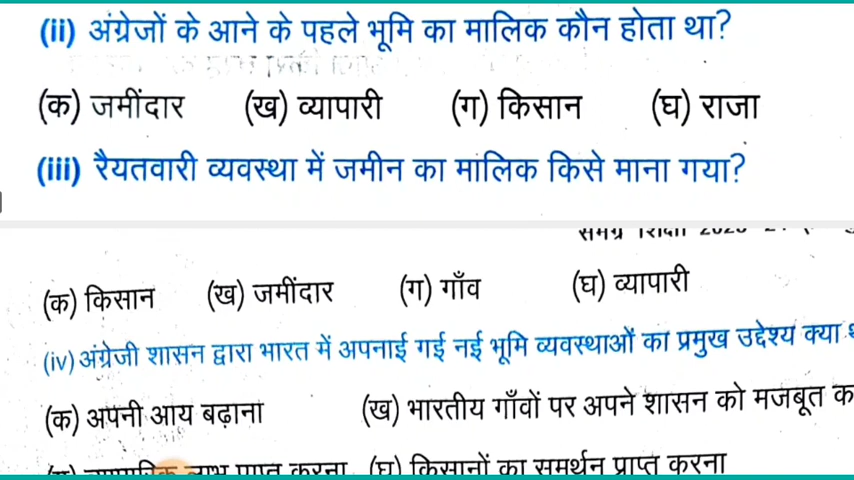 (ii) अंग्रेजों के आने के पहले भूमि का मालिक कौन होता था?
(क) जमींदार (ख) व्यापारी (ग) किसान (घ) राजा
(iii) रैयतवारी व्यवस्था में जमीन का मालिक किसे माना गया?
(क) किसान (ख) जमींदार (ग) गाँव (घ) व्यापारी
(iv) अंग्रेजी शासन द्वारा भारत में अपनाई गई नई भूमि व्यवस्थाओं का प्रमुख उद्देश्य क्या
(क) अपनी आय बढ़ाना (ख) भारतीय गाँवों पर अपने शासन को मजबूत क
लाभ प्राप्त करना (घ) किसानों का समर्थन प्राप्त करना